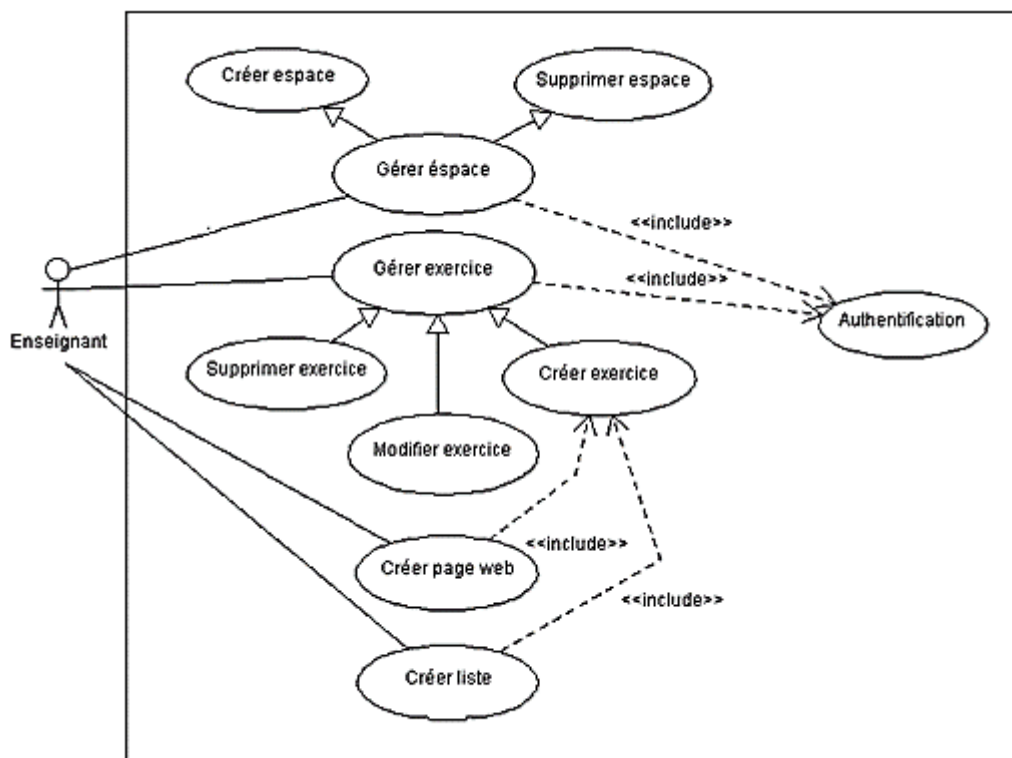 Créer espace
Supprimer espace
Gérer éspace
<<include>>
Gérer exercice
<<include>>
Authentification
Enseignant
Supprimer exercice
Créer exercice
Modifier exercice
<<include>>
Créer page web
<<include>>
Créer liste